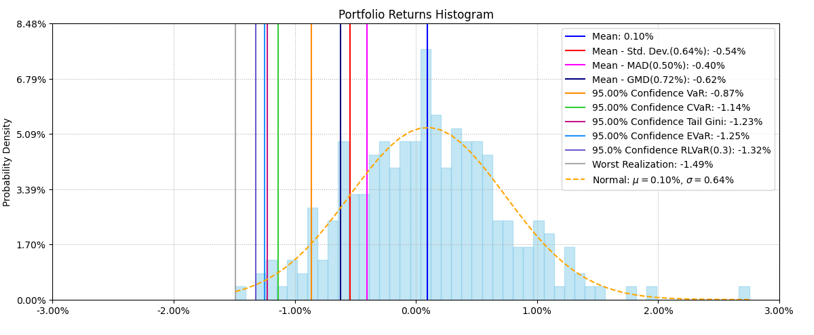 Portfolio Returns Histogram
8.48%
6.79%
5.09%
3.39%
1.70%
0.00%
Probability Density
Mean: 0.10%
Mean - Std. Dev.(0.64%): -0.54%
Mean - MAD(0.50%): -0.40%
Mean - GMD(0.72%): -0.62%
95.00% Confidence VaR: -0.87%
95.00% Confidence CVaR: -1.14%
95.00% Confidence Tail Gini: -1.23%
95.00% Confidence EVaR: -1.25%
95.0% Confidence RLVaR(0.3): -1.32%
Worst Realization: -1.49%
Normal: μ = 0.10%, σ = 0.64%
-3.00% -2.00% -1.00% 0.00% 1.00% 2.00% 3.00%